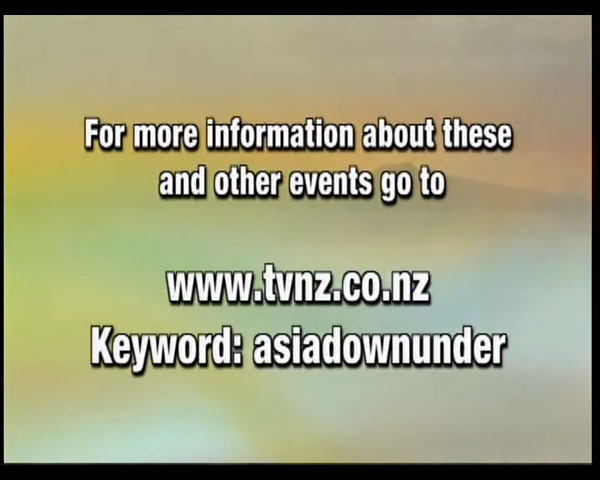 For more information about these
and other events go to
www.tvnz.co.nz
Keyword: asiadownunder